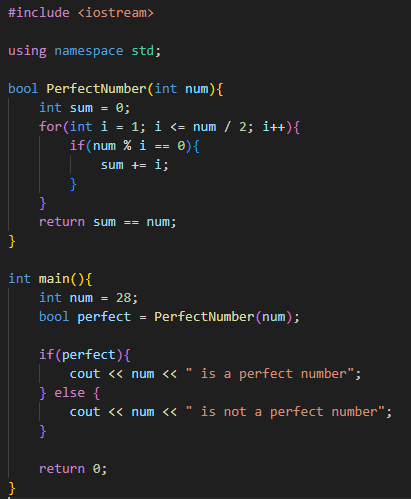 #include <iostream>
using namespace std;
bool PerfectNumber(int num){
    int sum = 0;
    for(int i = 1; i <= num / 2; i++){
        if(num % i == 0){
            sum += i;
        }
    }
    return sum == num;
}
int main(){
    int num = 28;
    bool perfect = PerfectNumber(num);
    if(perfect){
        cout << num << " is a perfect number";
    } else {
        cout << num << " is not a perfect number";
    }
    return 0;
}